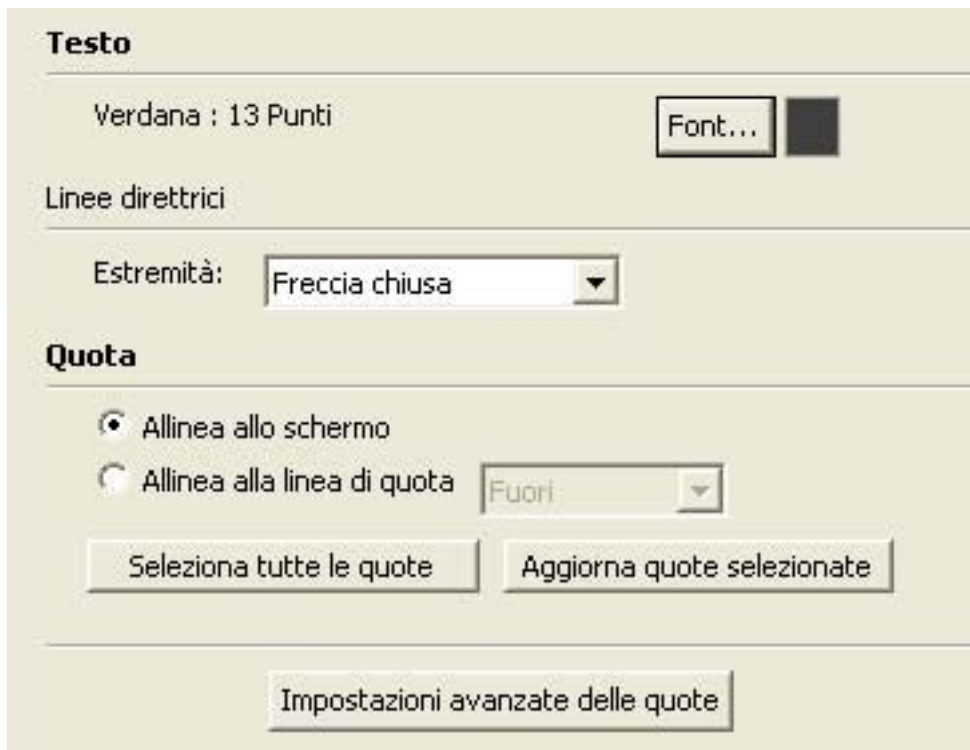 Testo
Verdana : 13 Punti
Font...
Linee direttrici
Estremità:
Freccia chiusa
Quota
Allinea allo schermo
Allinea alla linea di quota
Fuori
Seleziona tutte le quote
Aggiorna quote selezionate
Impostazioni avanzate delle quote